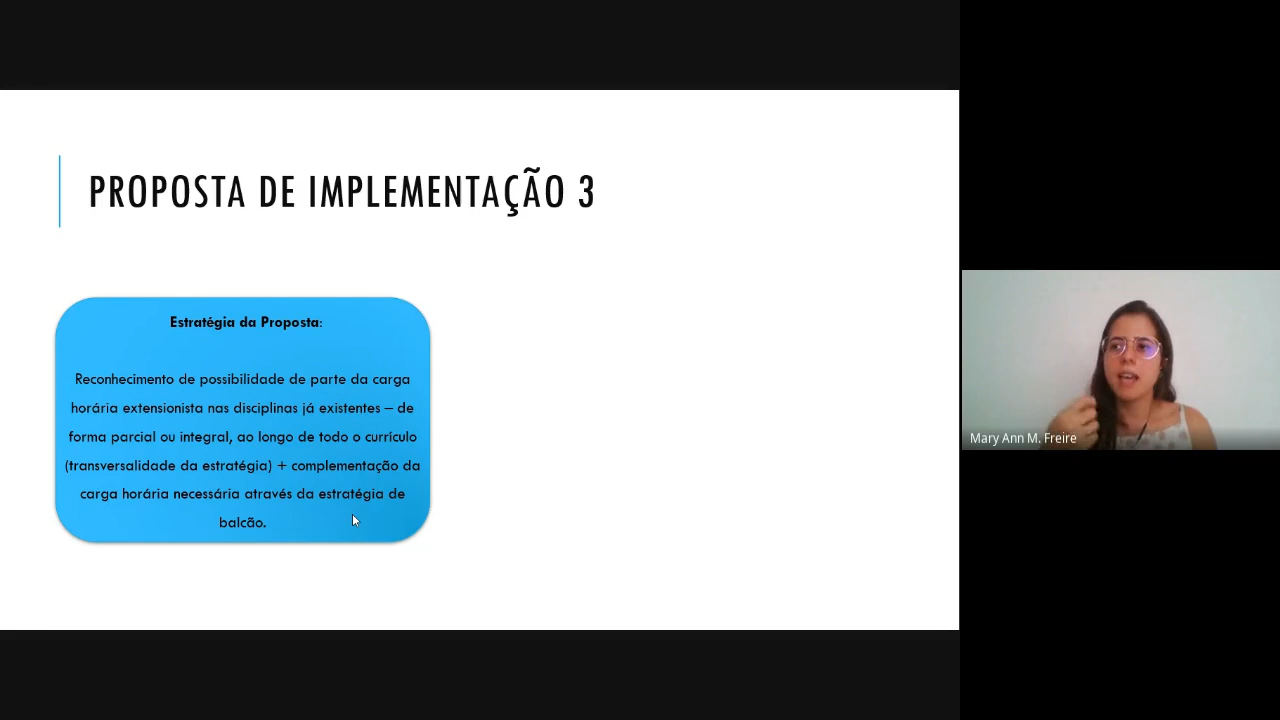 PROPOSTA DE IMPLEMENTAÇÃO 3
Estratégia da Proposta:
Reconhecimento de possibilidade de parte da carga
horária extensionista nas disciplinas já existentes – de
forma parcial ou integral, ao longo de todo o currículo
(transversalidade da estratégia) + complementação da
carga horária necessária através da estratégia de
balcão.
Mary Ann M. Freire